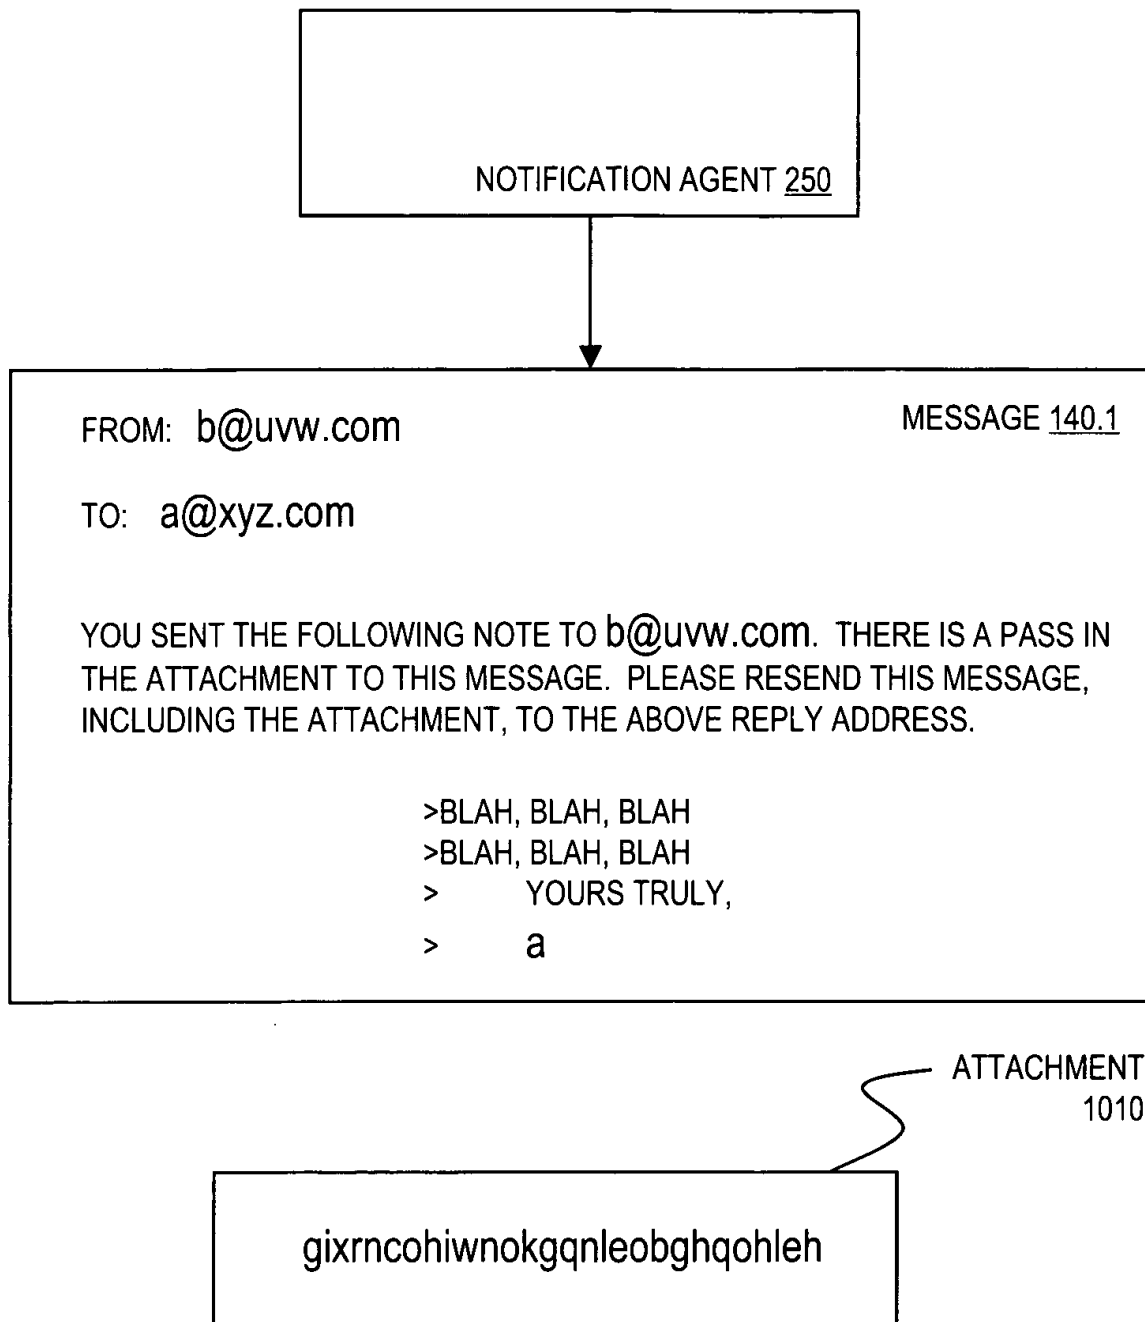 NOTIFICATION AGENT 250
FROM: b@uvw.com
MESSAGE 140.1
TO: a@xyz.com
YOU SENT THE FOLLOWING NOTE TO b@uvw.com. THERE IS A PASS IN
THE ATTACHMENT TO THIS MESSAGE. PLEASE RESEND THIS MESSAGE,
INCLUDING THE ATTACHMENT, TO THE ABOVE REPLY ADDRESS.
>BLAH, BLAH, BLAH
>BLAH, BLAH, BLAH
> YOURS TRULY,
> a
ATTACHMENT
1010
gixrncohiwnokgqnleobghqohleh